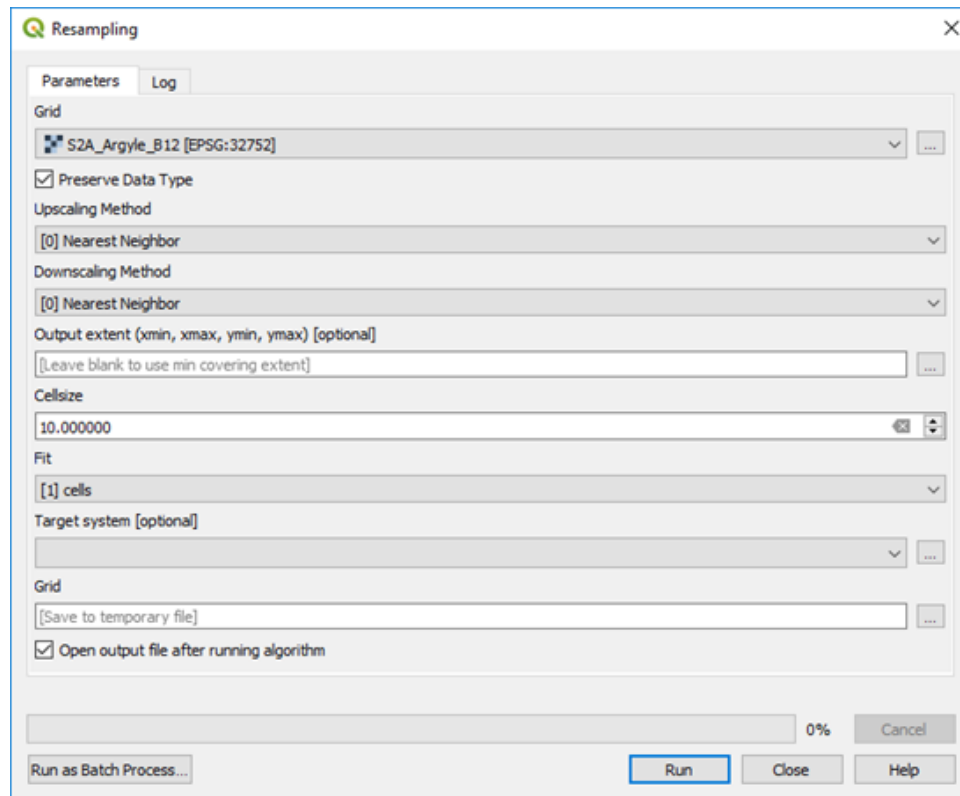 Resampling
Parameters
Log
Grid
S2A_Argyle_B12 [EPSG:32752]
...
Preserve Data Type
Upscaling Method
[0] Nearest Neighbor
Downscaling Method
[0] Nearest Neighbor
Output extent (xmin, xmax, ymin, ymax) [optional]
[Leave blank to use min covering extent]
...
Cellsize
10.000000
Fit
[1] cells
Target system [optional]
...
Grid
[Save to temporary file]
...
Open output file after running algorithm
0%
Cancel
Run as Batch Process...
Run
Close
Help